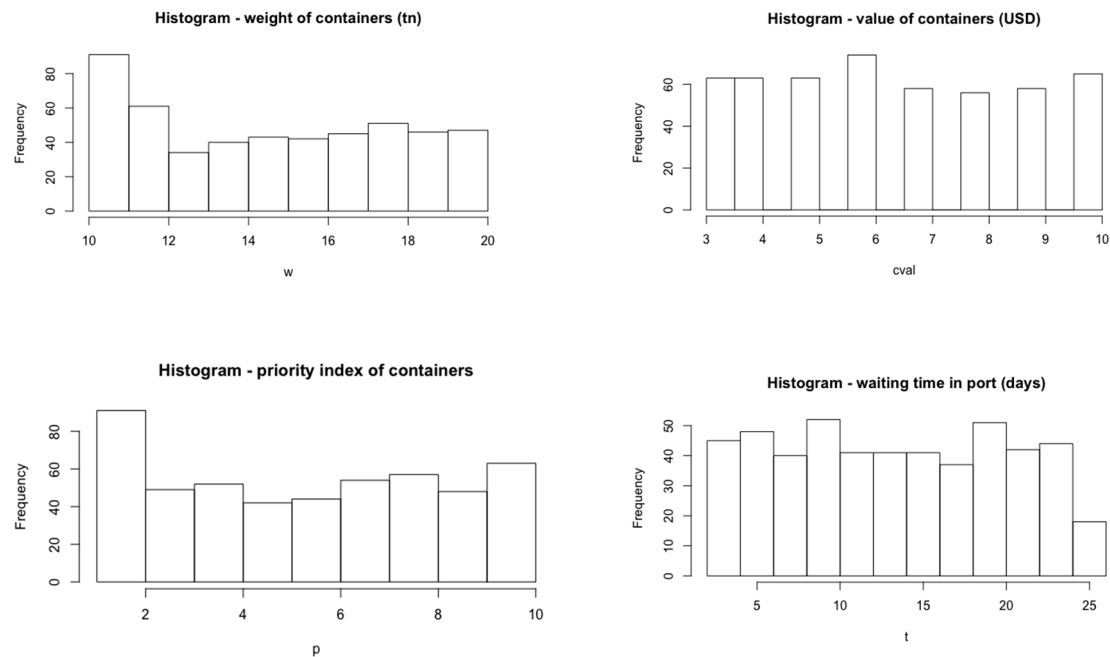 Histogram - weight of containers (tn)
Frequency
80
60
40
20
0
10 12 14 16 18 20
w
Histogram - value of containers (USD)
Frequency
60
40
20
0
3 4 5 6 7 8 9 10
cval
Histogram - priority index of containers
Frequency
80
60
40
20
0
2 4 6 8 10
p
Histogram - waiting time in port (days)
Frequency
50
40
30
20
10
0
5 10 15 20 25
t